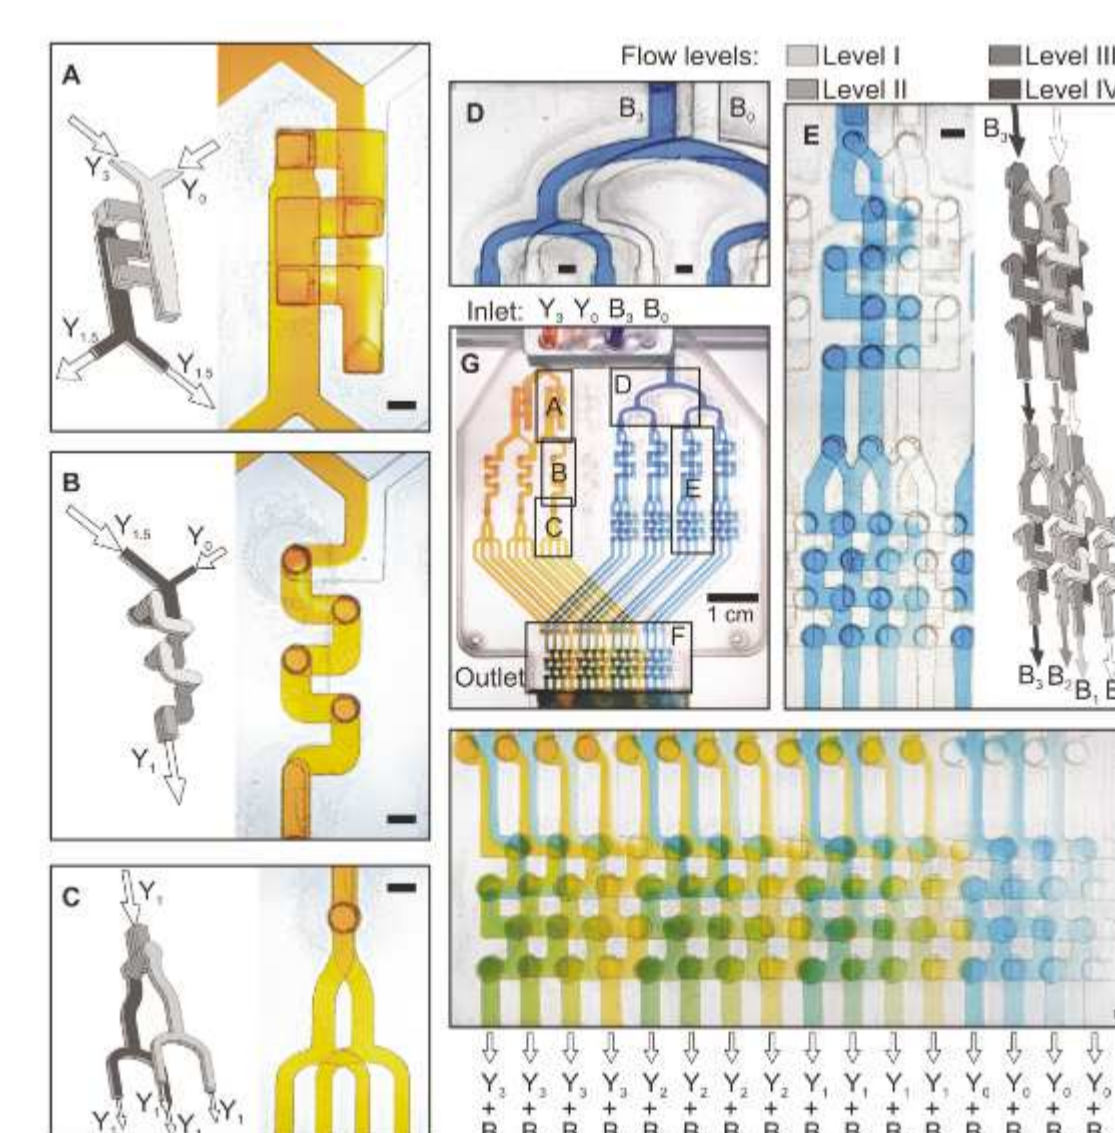 Flow levels: Level I Level III
Level II Level IV
A
Y3
Y0
Y1.5
Y1.5
B
Y1.5
Y0
Y1
C
Y1
Y1
Y1
Y1
D
B3
B0
Inlet: Y3 Y0 B3 B0
G
A
B
C
D
E
F
1 cm
Outlet
E
B3
B3 B2 B1 B
Y3 Y3 Y3 Y3 Y2 Y2 Y2 Y2 Y1 Y1 Y1 Y1 Y0 Y0 Y0 Y0
+ + + + + + + + + + + + + + + +